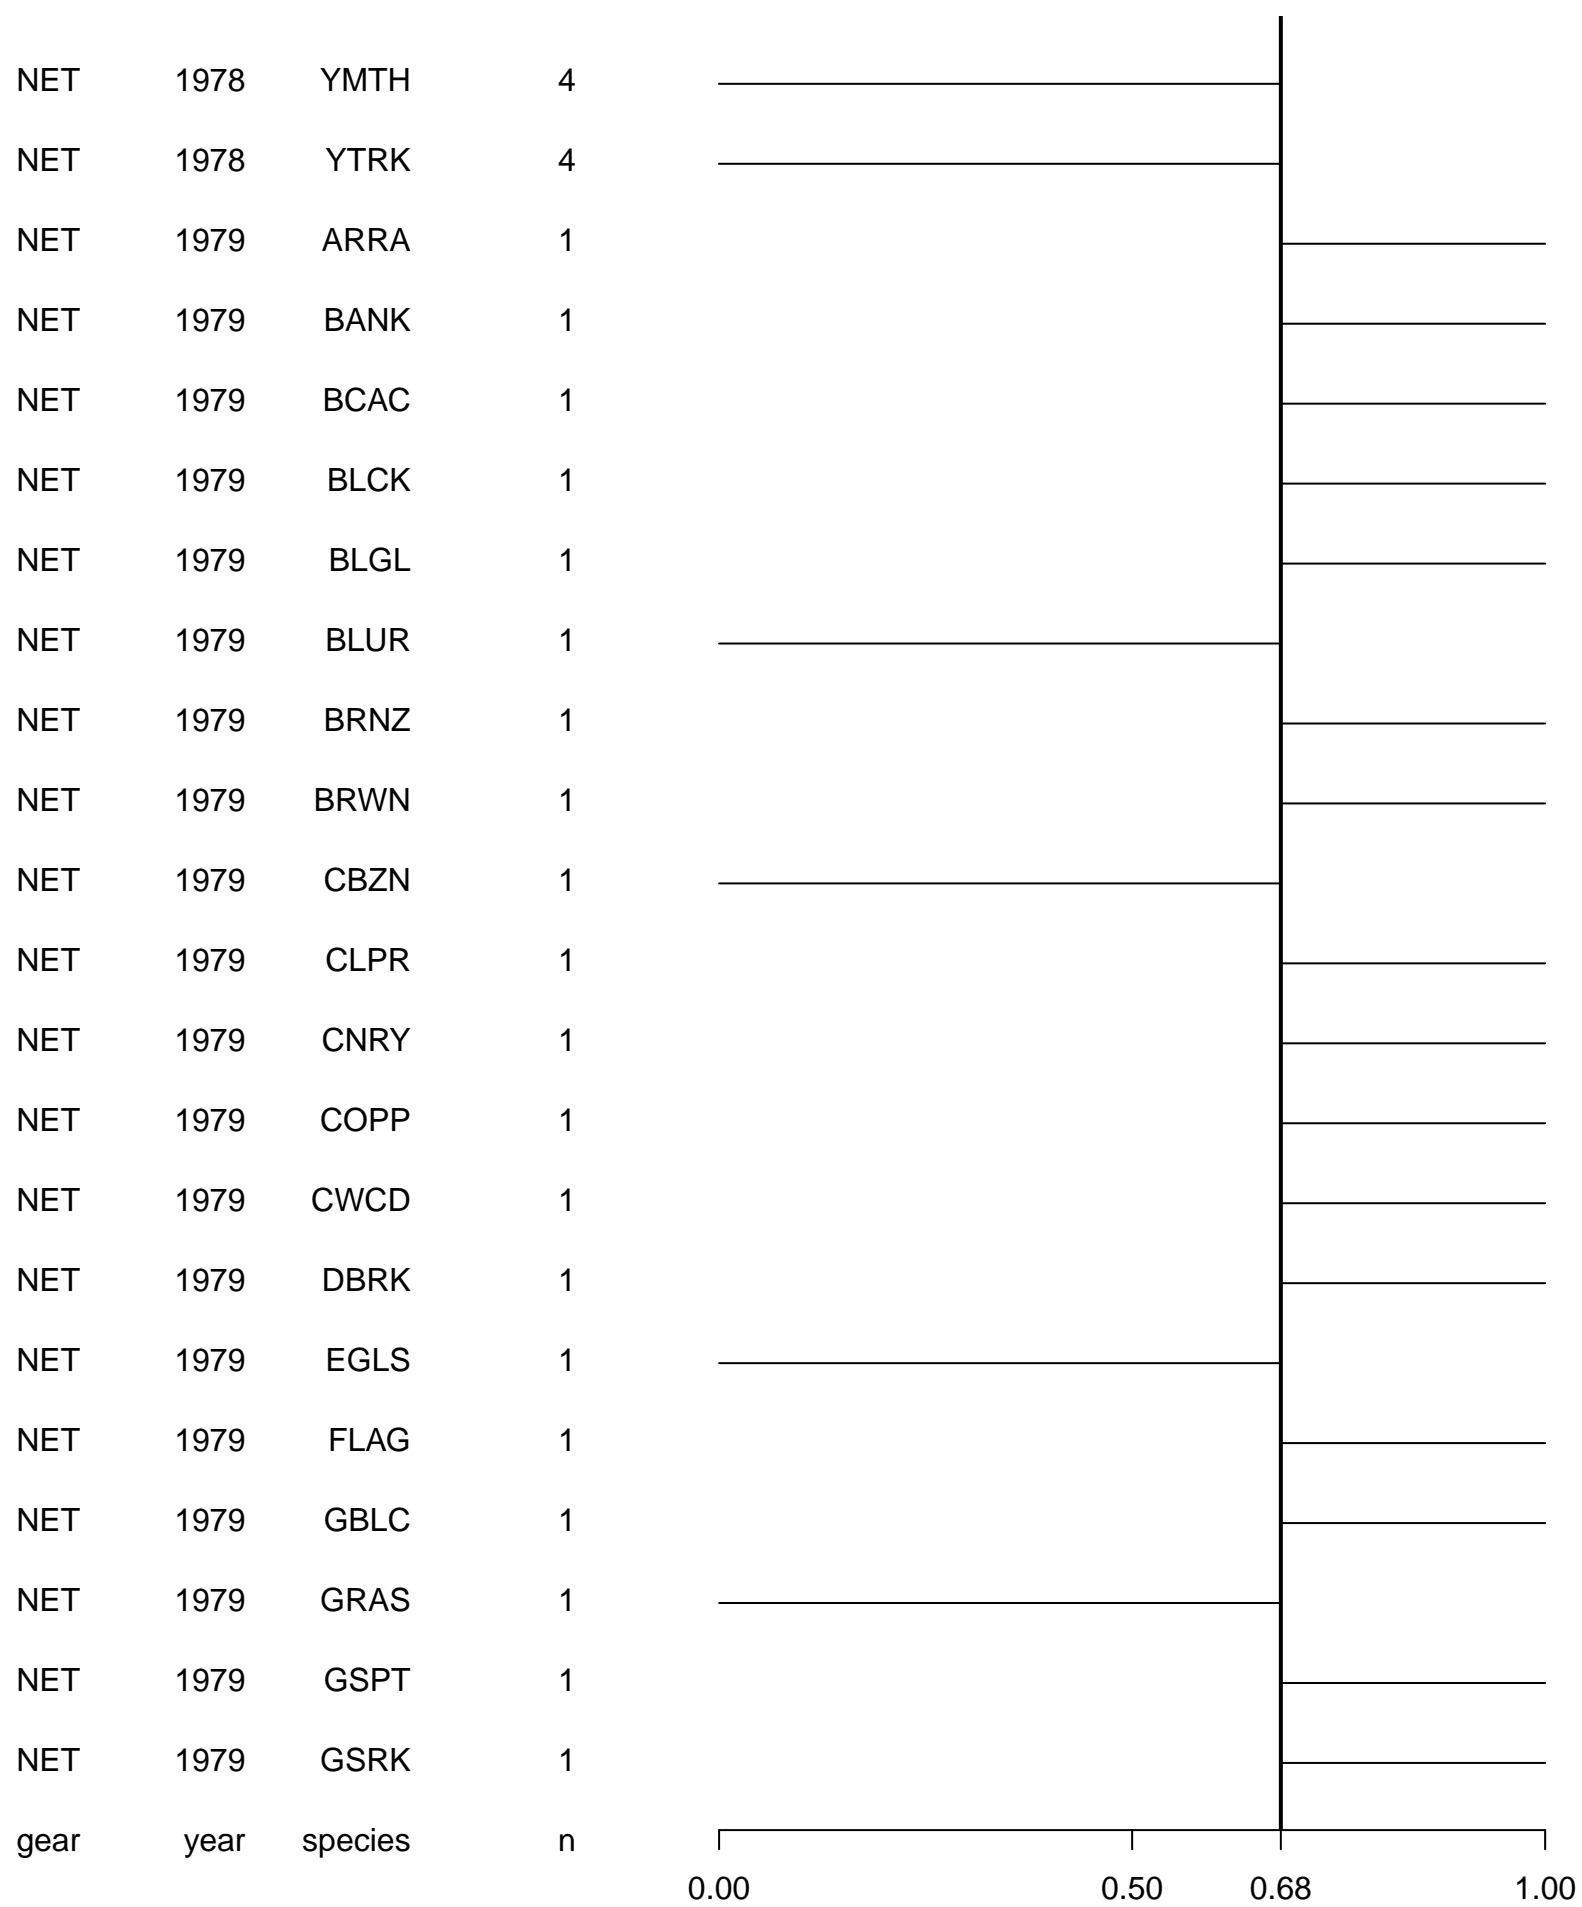 NET 1978 YMTH 4
NET 1978 YTRK 4
NET 1979 ARRA 1
NET 1979 BANK 1
NET 1979 BCAC 1
NET 1979 BLCK 1
NET 1979 BLGL 1
NET 1979 BLUR 1
NET 1979 BRNZ 1
NET 1979 BRWN 1
NET 1979 CBZN 1
NET 1979 CLPR 1
NET 1979 CNRY 1
NET 1979 COPP 1
NET 1979 CWCD 1
NET 1979 DBRK 1
NET 1979 EGLS 1
NET 1979 FLAG 1
NET 1979 GBLC 1
NET 1979 GRAS 1
NET 1979 GSPT 1
NET 1979 GSRK 1
gear year species n
0.00 0.50 0.68 1.00